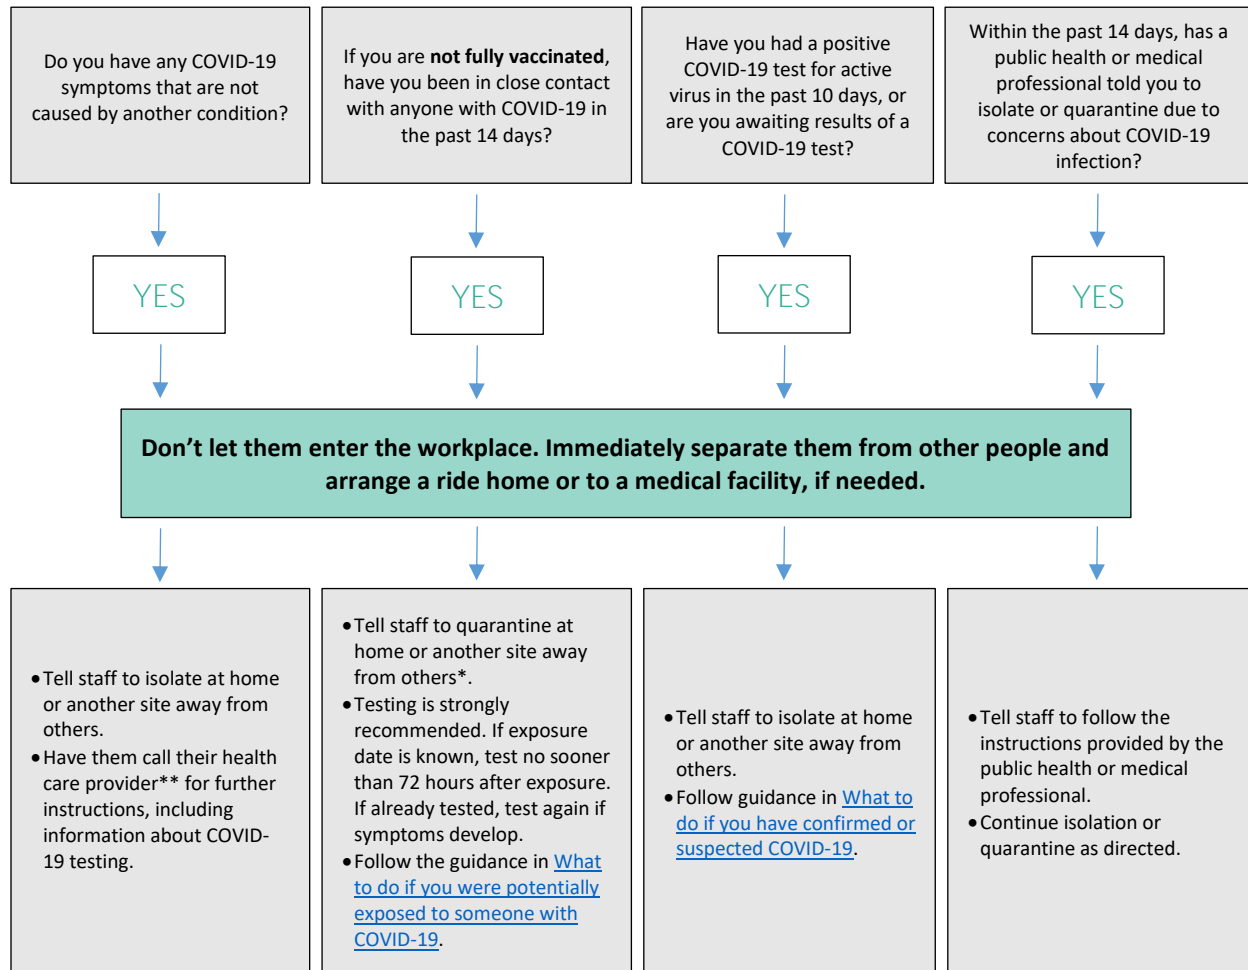 Do you have any COVID-19
symptoms that are not
caused by another condition?
If you are not fully vaccinated,
have you been in close contact
with anyone with COVID-19 in
the past 14 days?
Have you had a positive
COVID-19 test for active
virus in the past 10 days, or
are you awaiting results of a
COVID-19 test?
Within the past 14 days, has a
public health or medical
professional told you to
isolate or quarantine due to
concerns about COVID-19
infection?
YES
YES
YES
YES
Don’t let them enter the workplace. Immediately separate them from other people and
arrange a ride home or to a medical facility, if needed.
•Tell staff to isolate at home
or another site away from
others.
•Have them call their health
care provider** for further
instructions, including
information about COVID-
19 testing.
•Tell staff to quarantine at
home or another site away
from others*.
•Testing is strongly
recommended. If exposure
date is known, test no sooner
than 72 hours after exposure.
If already tested, test again if
symptoms develop.
•Follow the guidance in What
to do if you were potentially
exposed to someone with
COVID-19.
•Tell staff to isolate at home
or another site away from
others.
•Follow guidance in What to
do if you have confirmed or
suspected COVID-19.
•Tell staff to follow the
instructions provided by the
public health or medical
professional.
•Continue isolation or
quarantine as directed.